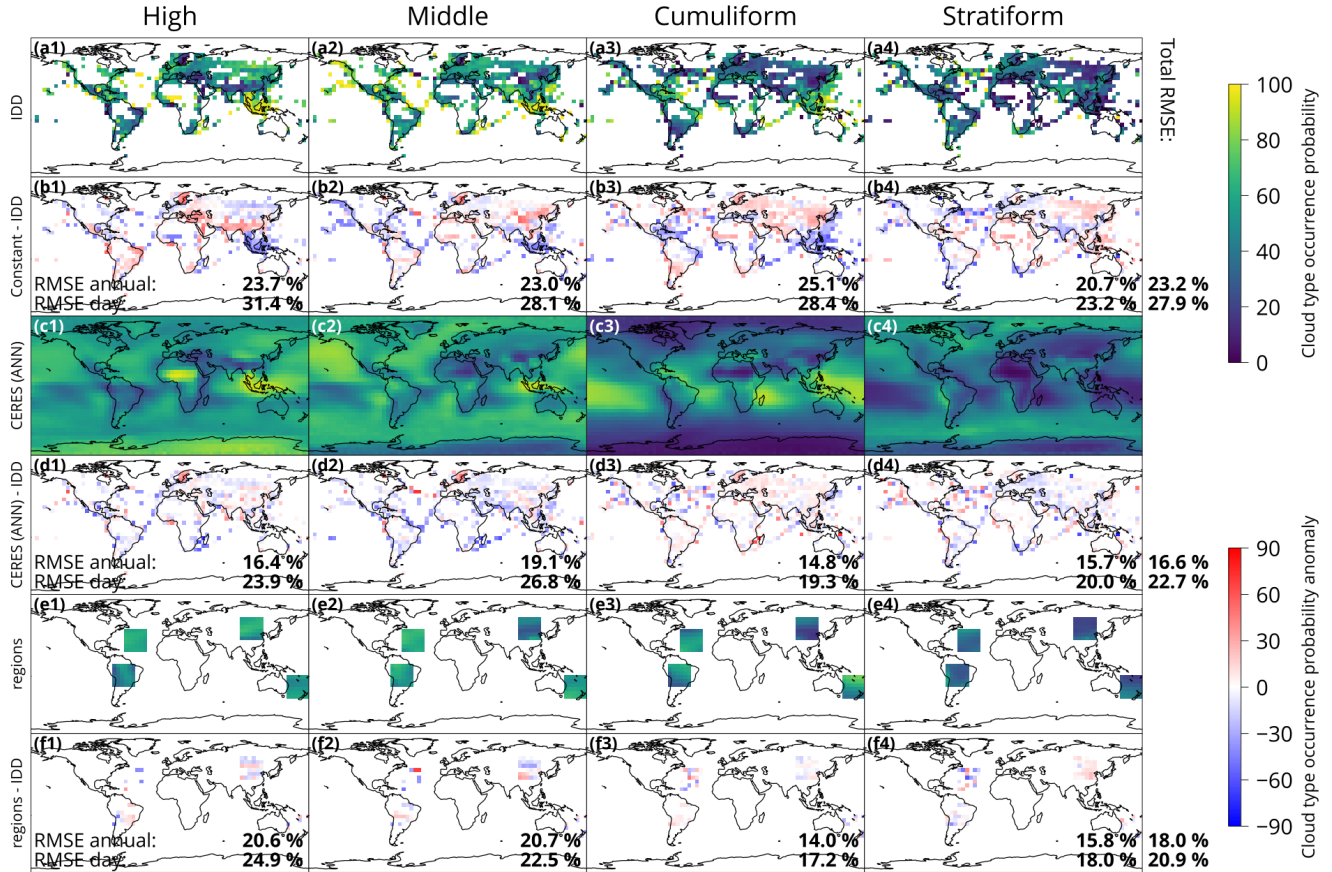 High Middle Cumuliform Stratiform
(a1) (a2) (a3) (a4)
IDD
Total RMSE:
(b1) (b2) (b3) (b4)
Constant - IDD
RMSE annual: 23.7 % 23.0 % 25.1 % 20.7 % 23.2 %
RMSE day: 31.4 % 28.1 % 28.4 % 23.2 % 27.9 %
(c1) (c2) (c3) (c4)
CERES (ANN)
(d1) (d2) (d3) (d4)
CERES (ANN) - IDD
RMSE annual: 16.4 % 19.1 % 14.8 % 15.7 % 16.6 %
RMSE day: 23.9 % 26.8 % 19.3 % 20.0 % 22.7 %
(e1) (e2) (e3) (e4)
regions
(f1) (f2) (f3) (f4)
regions - IDD
RMSE annual: 20.6 % 20.7 % 14.0 % 15.8 % 18.0 %
RMSE day: 24.9 % 22.5 % 17.2 % 18.0 % 20.9 %
100
80
60
40
20
0
Cloud type occurrence probability
90
60
30
0
−30
−60
−90
Cloud type occurrence probability anomaly